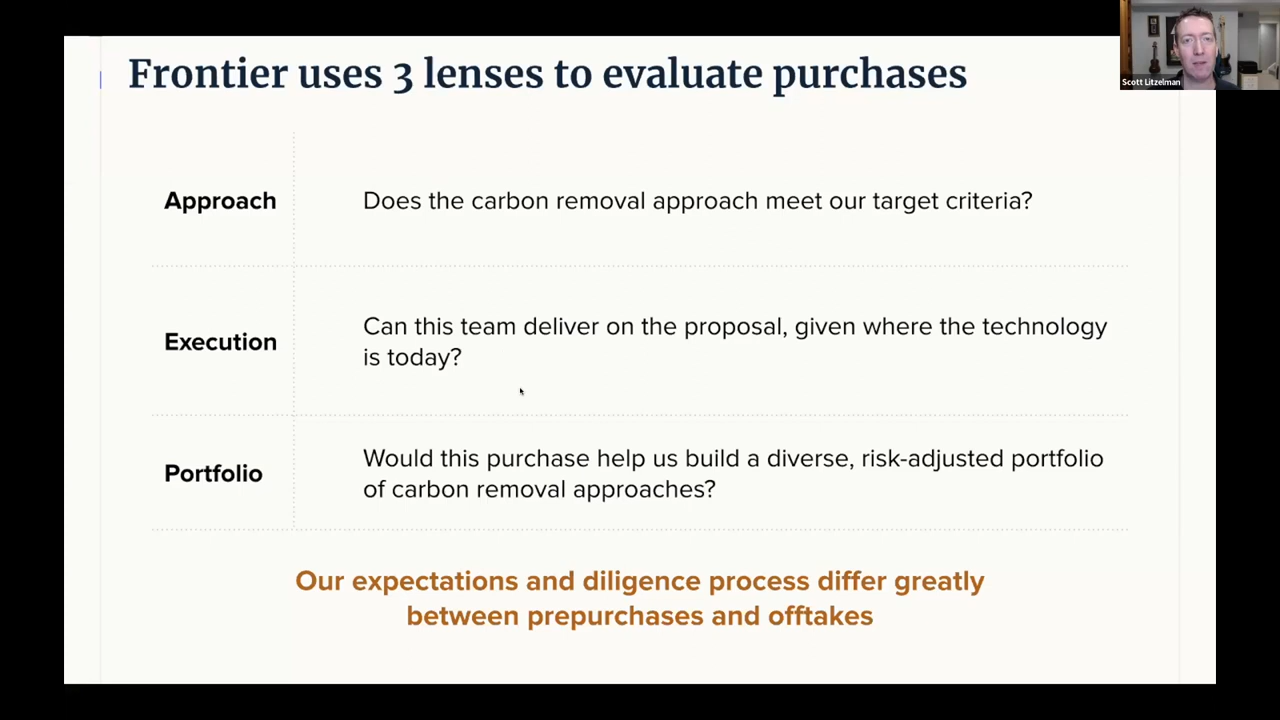 Frontier uses 3 lenses to evaluate purchases
Scott Litzelman
Approach
Does the carbon removal approach meet our target criteria?
Execution
Can this team deliver on the proposal, given where the technology
is today?
Portfolio
Would this purchase help us build a diverse, risk-adjusted portfolio
of carbon removal approaches?
Our expectations and diligence process differ greatly
between prepurchases and offtakes